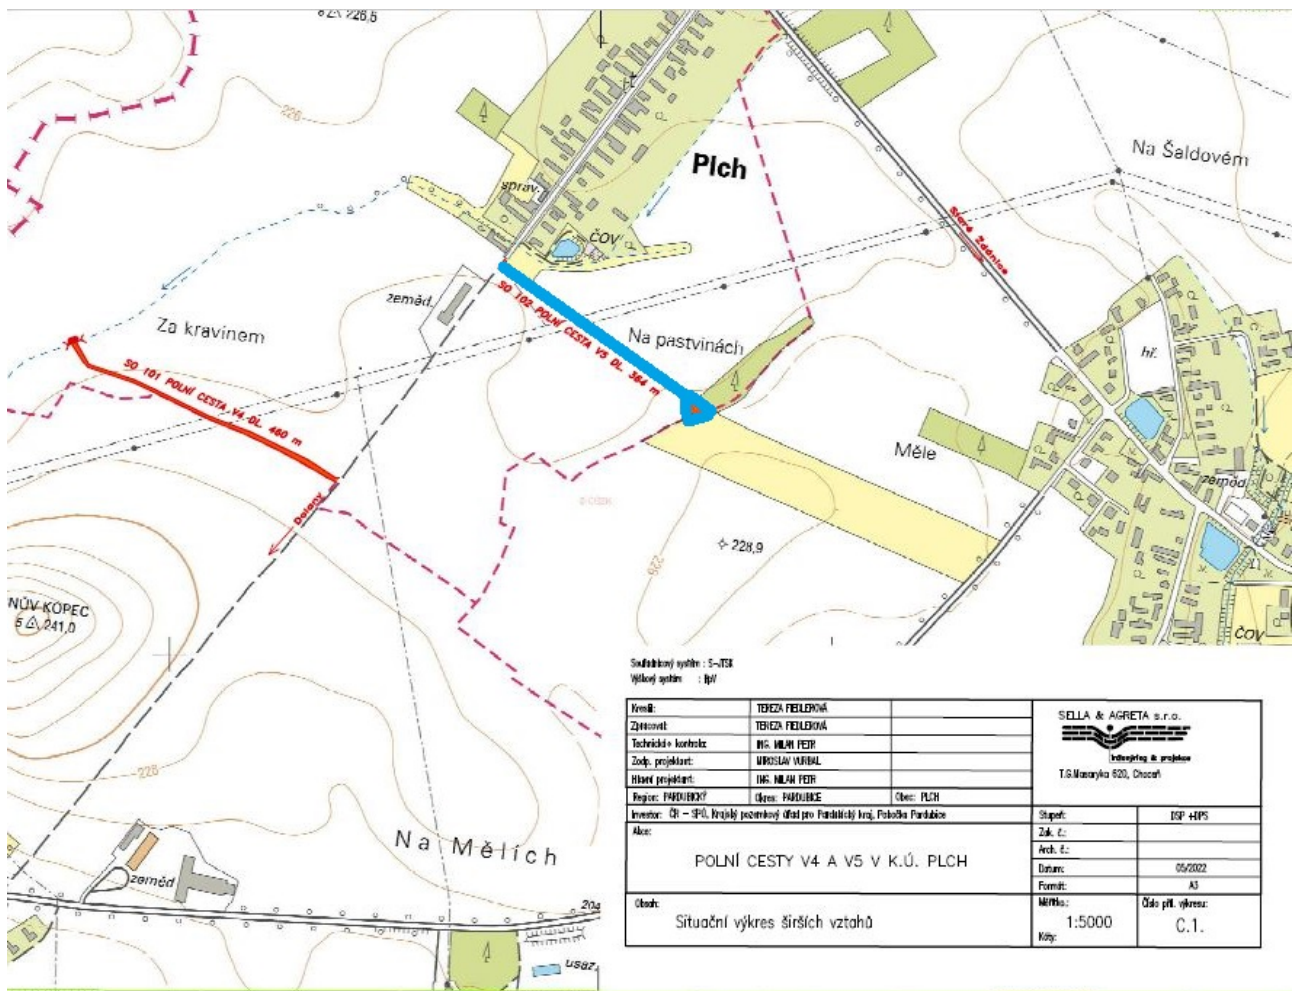 226,5
226
Plch
Na Šaldovém
sprav.
ČOV
Staré Ždánice
zeměd.
Za kravínem
SO 102 POLNÍ CESTA V5 DL. 364 m
Na pastvinách
hř.
SO 101 POLNÍ CESTA V4 DL. 460 m
Měle
zeměd.
Dolany
228,9
229
NŮV KOPEC
5 241,0
ČOV
228
Na Mělích
zeměd.
204
usaz.
Souřadnicový systém : S-JTSK
Výškový systém : BpV
Kreslil: TEREZA FIEDLEROVÁ
Zpracoval: TEREZA FIEDLEROVÁ
Technická kontrola: ING. MILAN PETR
Zodp. projektant: MIROSLAV VURBAL
Hlavní projektant: ING. MILAN PETR
Region: PARDUBICKÝ Okres: PARDUBICE Obec: PLCH
Investor: ČR – SPÚ, Krajský pozemkový úřad pro Pardubický kraj, Pobočka Pardubice
Akce:
POLNÍ CESTY V4 A V5 V K.Ú. PLCH
Obsah:
Situační výkres širších vztahů
SELLA & AGRETA s.r.o.
T.G.Masaryka 620, Choceň
Stupeň: DSP +DPS
Zak. č.:
Arch. č.:
Datum: 05/2022
Formát: A3
Měřítko: Číslo příl. výkresu:
1:5000 C.1.
Kóty: